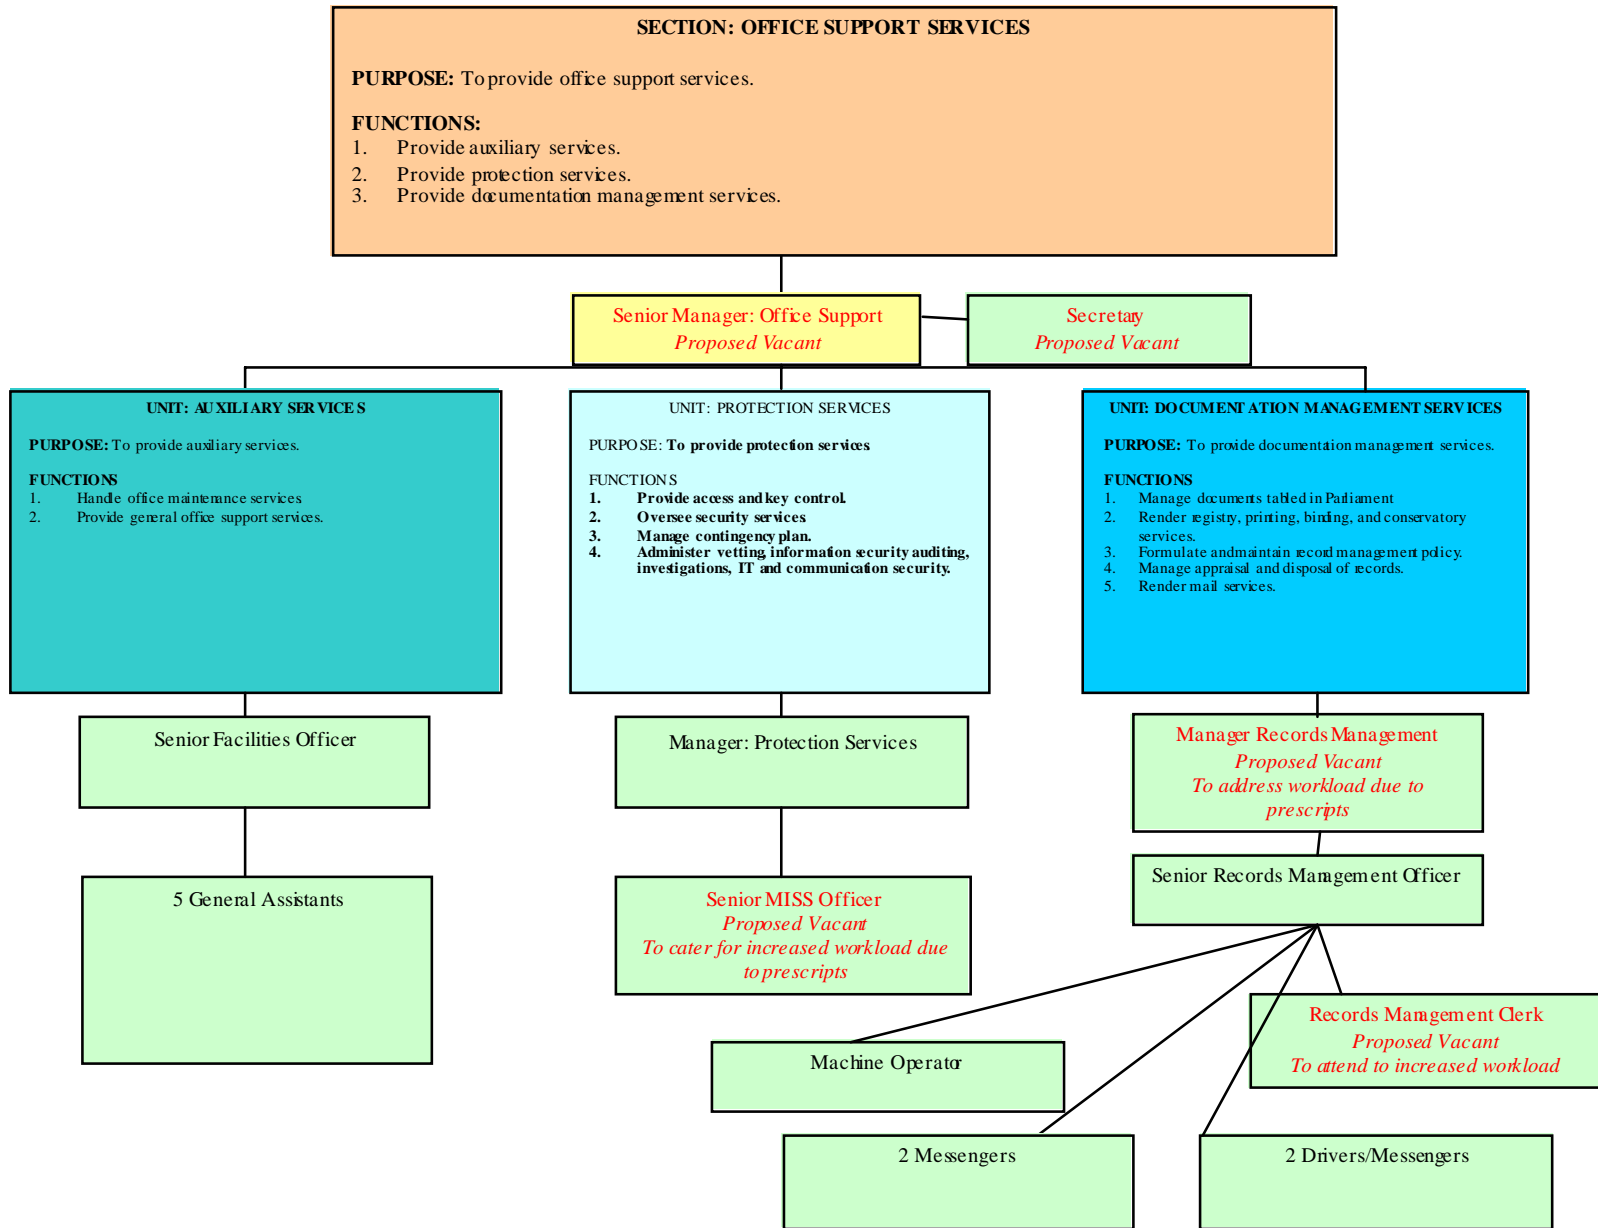 SECTION: OFFICE SUPPORT SERVICES
PURPOSE: To provide office support services.
FUNCTIONS:
1. Provide auxiliary services.
2. Provide protection services.
3. Provide documentation management services.
Senior Manager: Office Support
Proposed Vacant
Secretary
Proposed Vacant
UNIT: AUXILIARY SERVICES
PURPOSE: To provide auxiliary services.
FUNCTIONS
1. Handle office maintenance services.
2. Provide general office support services.
UNIT: PROTECTION SERVICES
PURPOSE: To provide protection services
FUNCTIONS
1. Provide access and key control.
2. Oversee security services.
3. Manage contingency plan.
4. Administer vetting, information security auditing,
investigations, IT and communication security.
UNIT: DOCUMENTATION MANAGEMENT SERVICES
PURPOSE: To provide documentation management services.
FUNCTIONS
1. Manage documents tabled in Parliament
2. Render registry, printing, binding, and conservatory
services.
3. Formulate and maintain record management policy.
4. Manage appraisal and disposal of records.
5. Render mail services.
Senior Facilities Officer
Manager: Protection Services
Manager Records Management
Proposed Vacant
To address workload due to
prescripts
5 General Assistants
Senior MISS Officer
Proposed Vacant
To cater for increased workload due
to prescripts
Senior Records Management Officer
Records Management Clerk
Proposed Vacant
To attend to increased workload
Machine Operator
2 Messengers
2 Drivers/Messengers